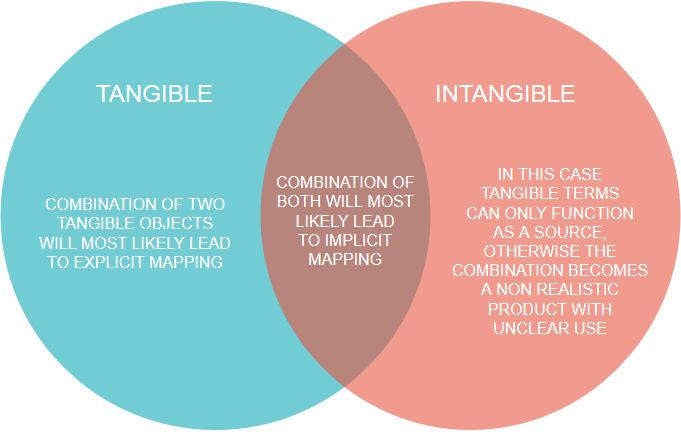 TANGIBLE
COMBINATION OF TWO
TANGIBLE OBJECTS
WILL MOST LIKELY LEAD
TO EXPLICIT MAPPING
COMBINATION OF
BOTH WILL MOST
LIKELY LEAD
TO IMPLICIT
MAPPING
INTANGIBLE
IN THIS CASE
TANGIBLE TERMS
CAN ONLY FUNCTION
AS A SOURCE,
OTHERWISE THE
COMBINATION BECOMES
A NON REALISTIC
PRODUCT WITH
UNCLEAR USE